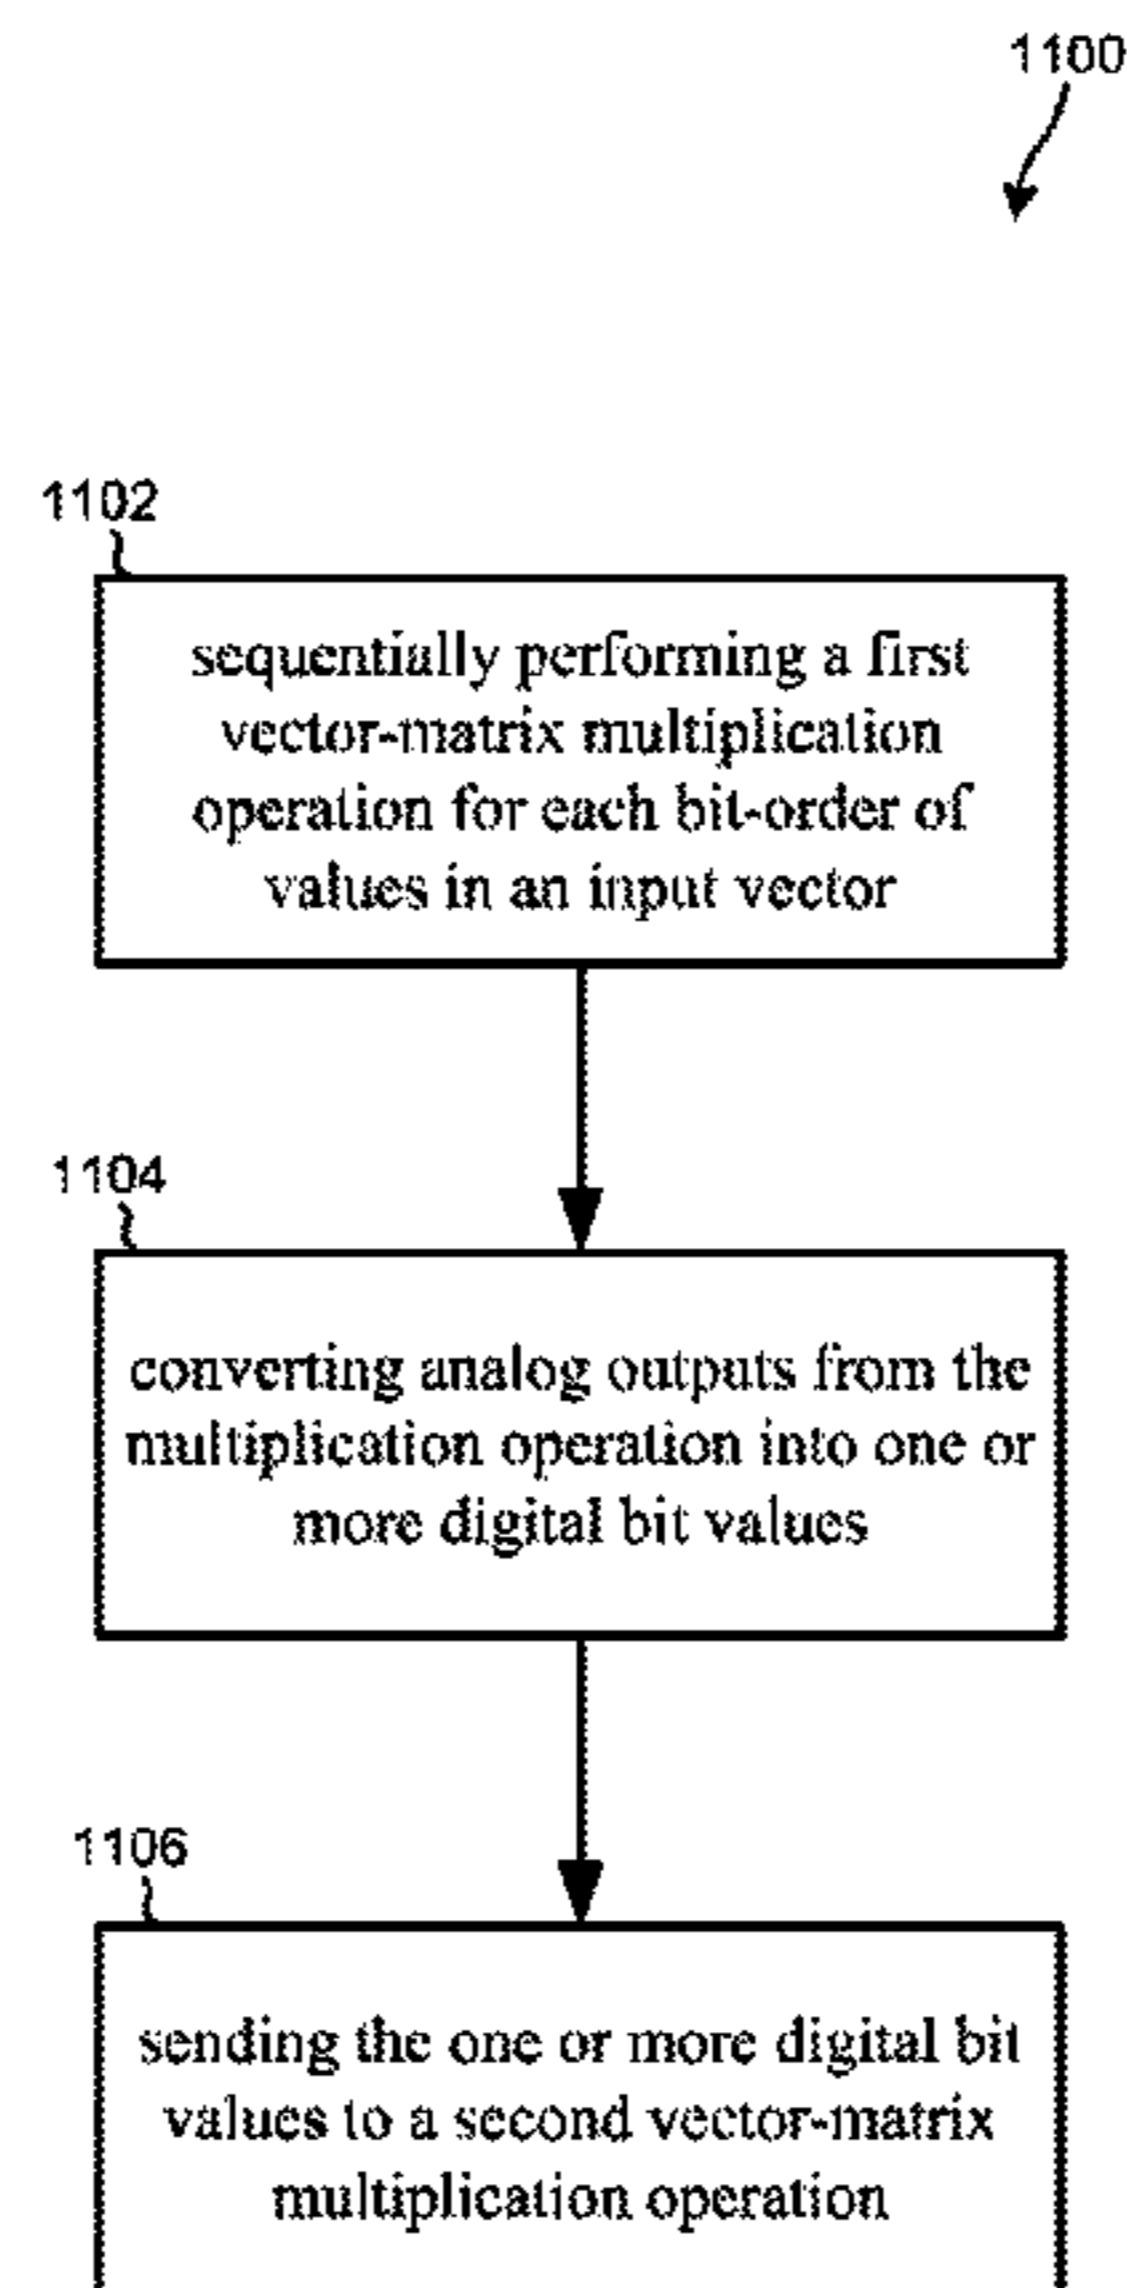 1100
1102
sequentially performing a first
vector-matrix multiplication
operation for each bit-order of
values in an input vector
1104
converting analog outputs from the
multiplication operation into one or
more digital bit values
1106
sending the one or more digital bit
values to a second vector-matrix
multiplication operation